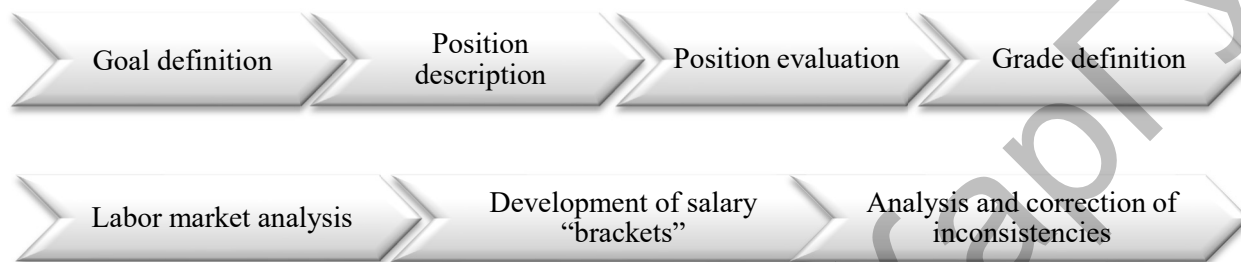 Goal definition
Position
description
Position evaluation
Grade definition
Labor market analysis
Development of salary
“brackets”
Analysis and correction of
inconsistencies